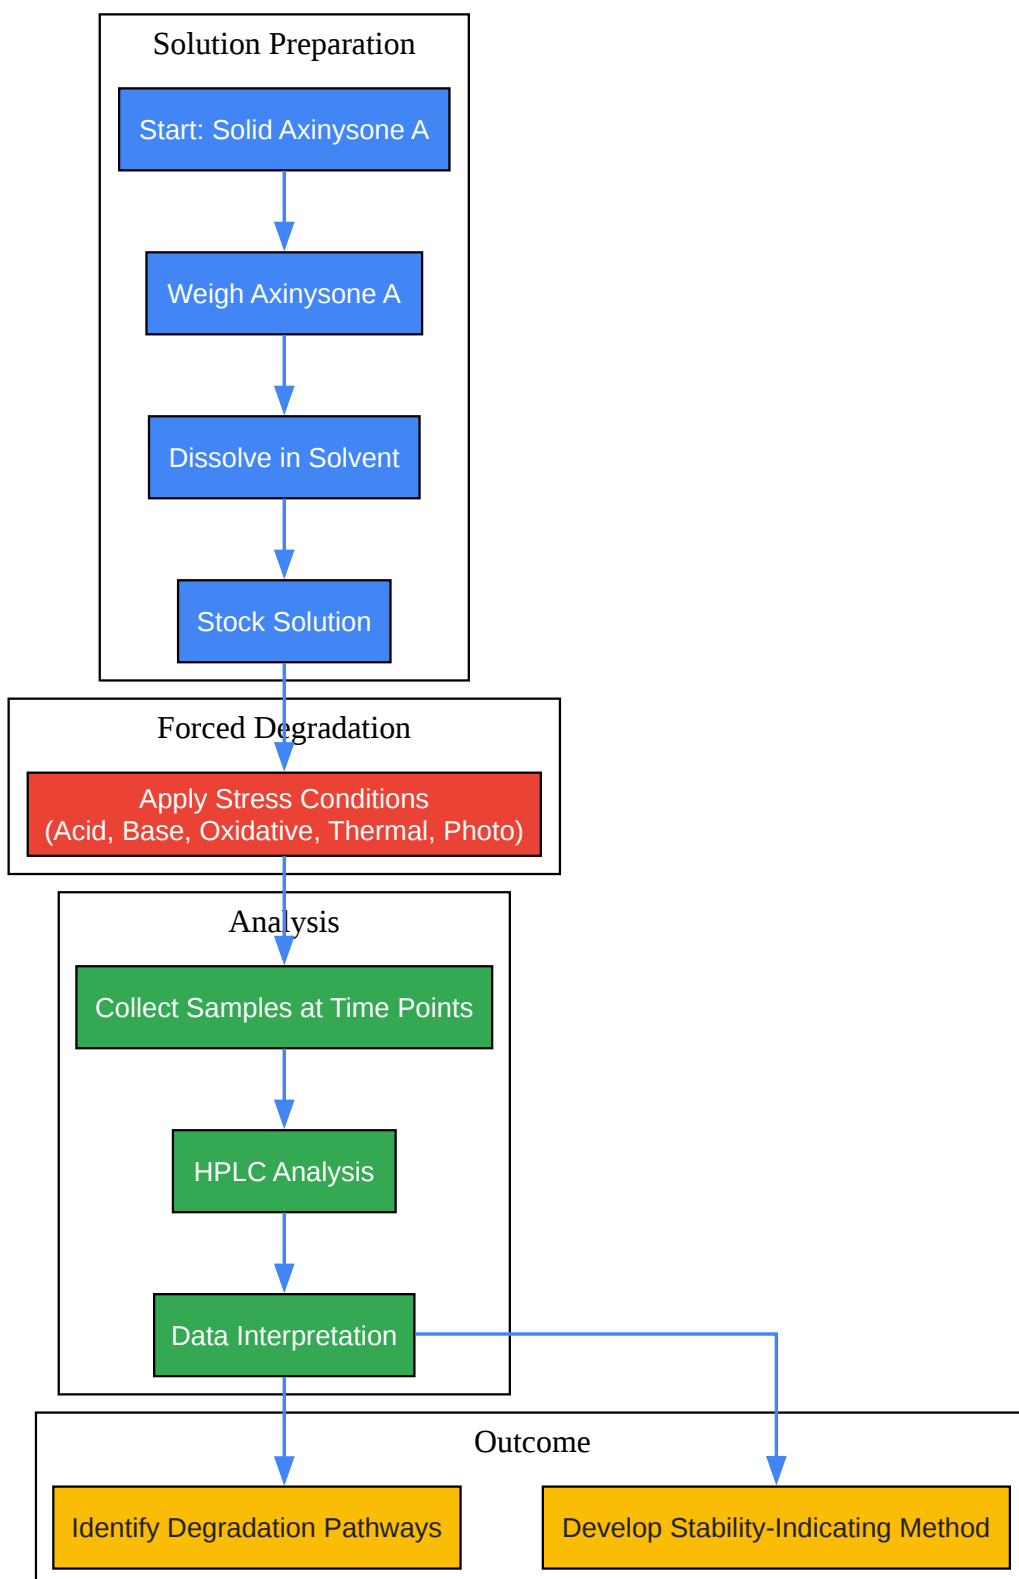 Solution Preparation
Start: Solid Axinysone A
Weigh Axinysone A
Dissolve in Solvent
Stock Solution
Forced Degradation
Apply Stress Conditions
(Acid, Base, Oxidative, Thermal, Photo)
Analysis
Collect Samples at Time Points
HPLC Analysis
Data Interpretation
Outcome
Identify Degradation Pathways
Develop Stability-Indicating Method